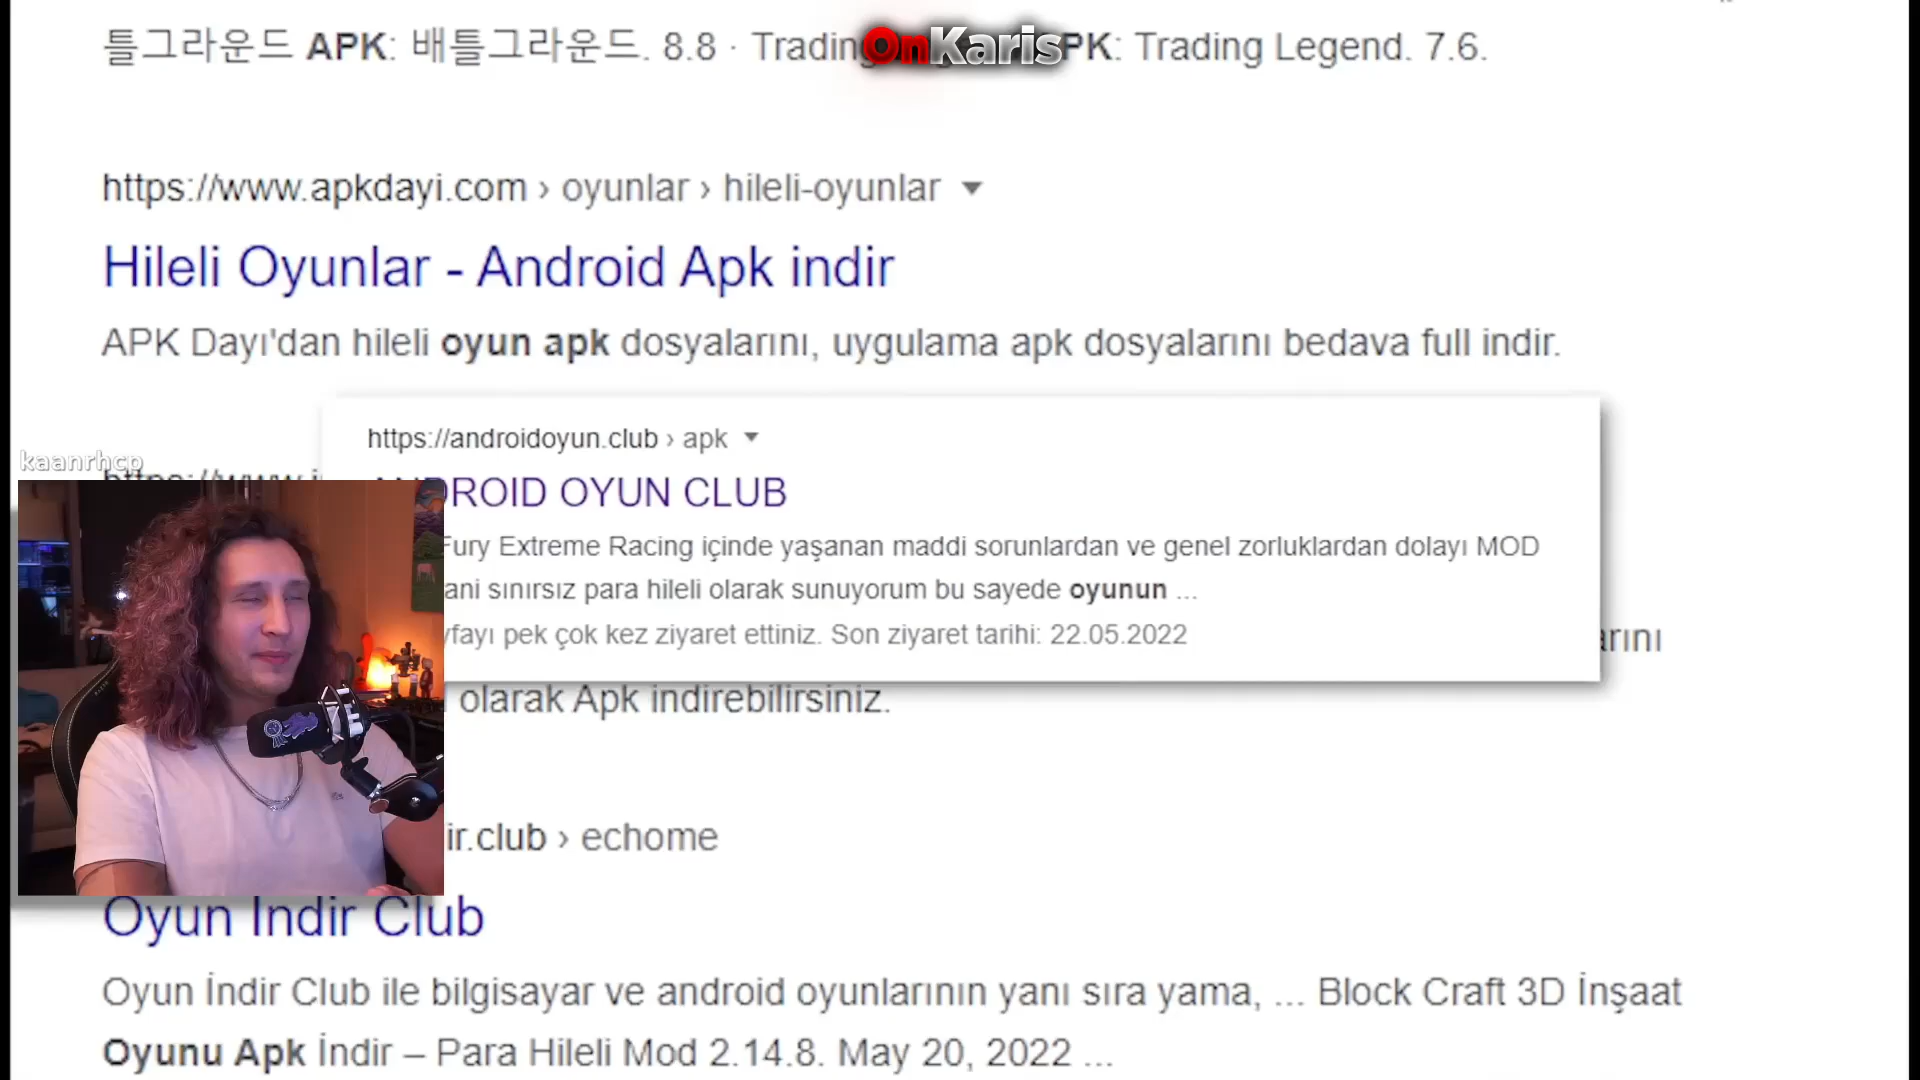 틀그라운드 APK: 배틀그라운드. 8.8 · Trading APK: Trading Legend. 7.6.
OnKaris
https://www.apkdayi.com › oyunlar › hileli-oyunlar
Hileli Oyunlar - Android Apk indir
APK Dayı'dan hileli oyun apk dosyalarını, uygulama apk dosyalarını bedava full indir.
https://androidoyun.club › apk
ANDROID OYUN CLUB
kaanrhcp
Fury Extreme Racing içinde yaşanan maddi sorunlardan ve genel zorluklardan dolayı MOD
sınırsız para hileli olarak sunuyorum bu sayede oyunun ...
pek çok kez ziyaret ettiniz. Son ziyaret tarihi: 22.05.2022
olarak Apk indirebilirsiniz.
ir.club › echome
Oyun Indir Club
Oyun İndir Club ile bilgisayar ve android oyunlarının yanı sıra yama, ... Block Craft 3D İnşaat
Oyunu Apk İndir – Para Hileli Mod 2.14.8. May 20, 2022 ...